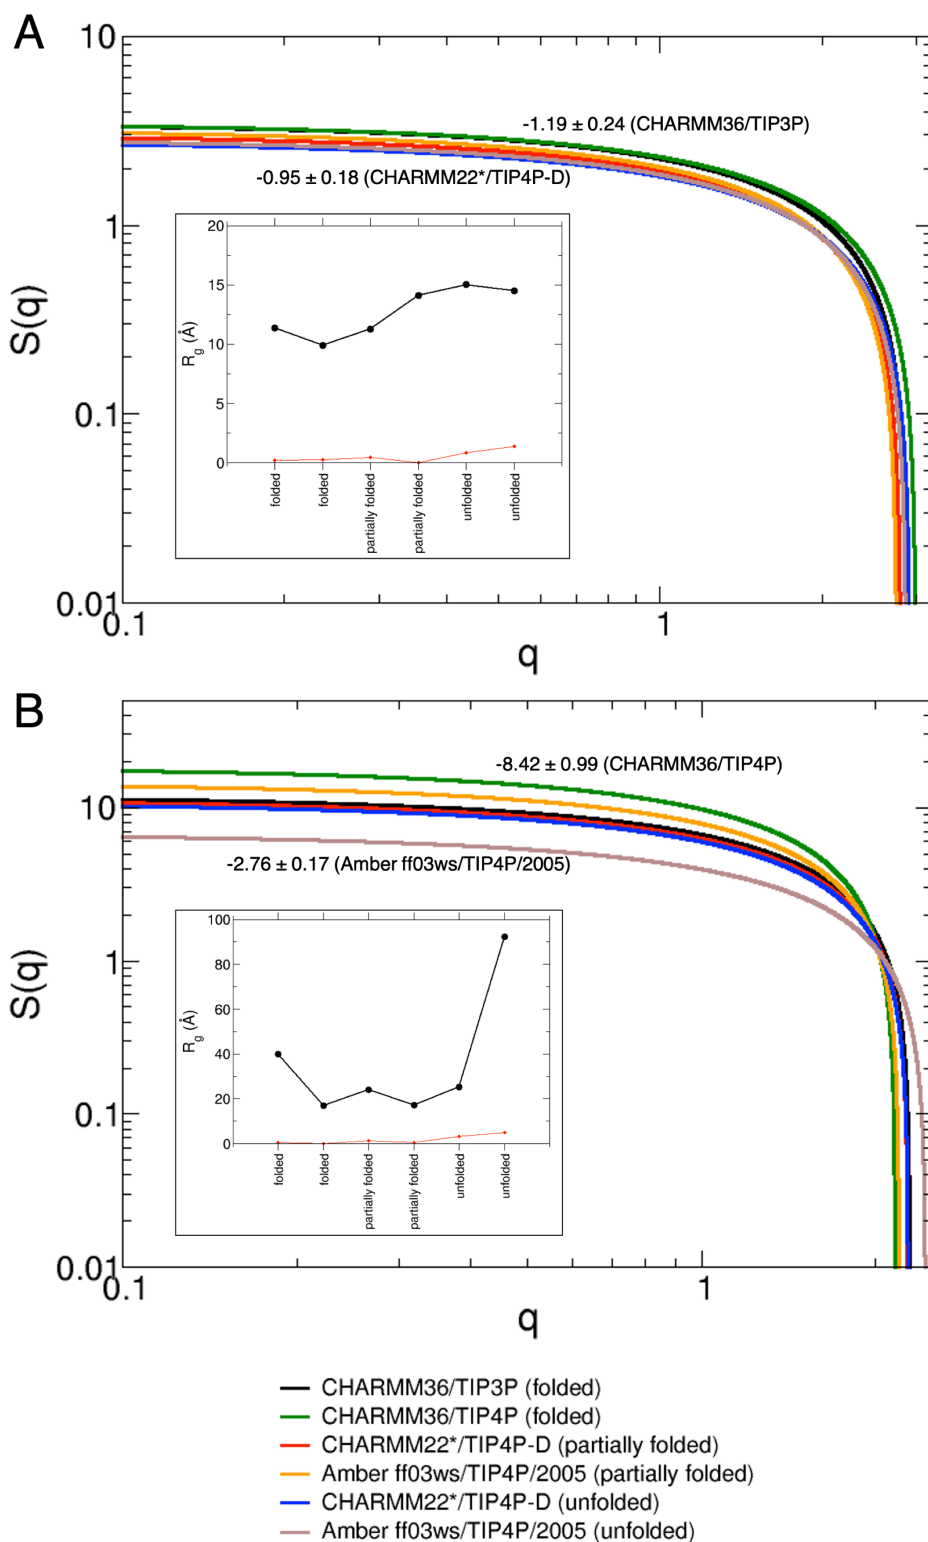 A
10
-1.19 ± 0.24 (CHARMM36/TIP3P)
-0.95 ± 0.18 (CHARMM22*/TIP4P-D)
1
S(q)
0.1
0.01
0.1
1
q
20
15
10
5
0
Rg (Å)
folded
folded
partially folded
partially folded
unfolded
unfolded
B
-8.42 ± 0.99 (CHARMM36/TIP4P)
10
-2.76 ± 0.17 (Amber ff03ws/TIP4P/2005)
1
S(q)
0.1
0.01
0.1
1
q
100
80
60
40
20
0
Rg (Å)
folded
folded
partially folded
partially folded
unfolded
unfolded
CHARMM36/TIP3P (folded)
CHARMM36/TIP4P (folded)
CHARMM22*/TIP4P-D (partially folded)
Amber ff03ws/TIP4P/2005 (partially folded)
CHARMM22*/TIP4P-D (unfolded)
Amber ff03ws/TIP4P/2005 (unfolded)